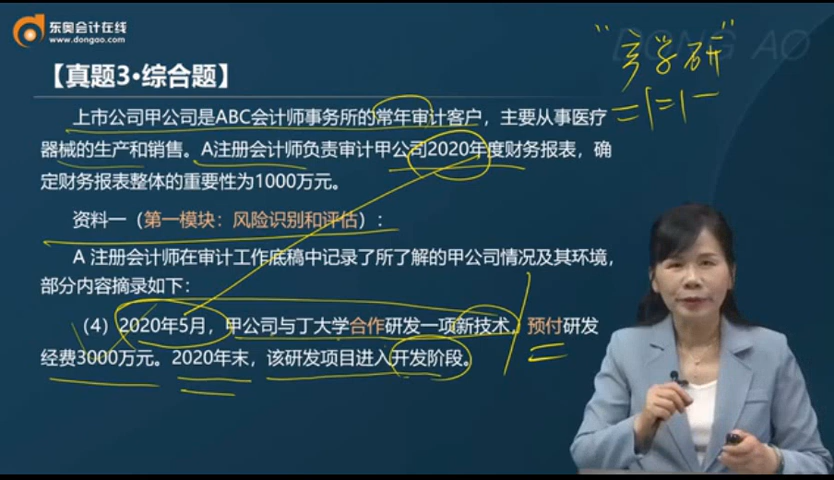 东奥会计在线
www.dongao.com
DONG AO
"产学研"
【真题3·综合题】
上市公司甲公司是ABC会计师事务所的常年审计客户，主要从事医疗
器械的生产和销售。A注册会计师负责审计甲公司2020年度财务报表，确
定财务报表整体的重要性为1000万元。
资料一（第一模块：风险识别和评估）：
A 注册会计师在审计工作底稿中记录了所了解的甲公司情况及其环境，
部分内容摘录如下：
（4）2020年5月，甲公司与丁大学合作研发一项新技术，预付研发
经费3000万元。2020年末，该研发项目进入开发阶段。